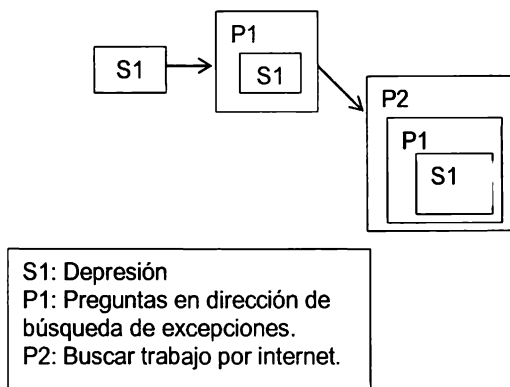 S1
P1
S1
P2
P1
S1
S1: Depresión
P1: Preguntas en dirección de
búsqueda de excepciones.
P2: Buscar trabajo por internet.